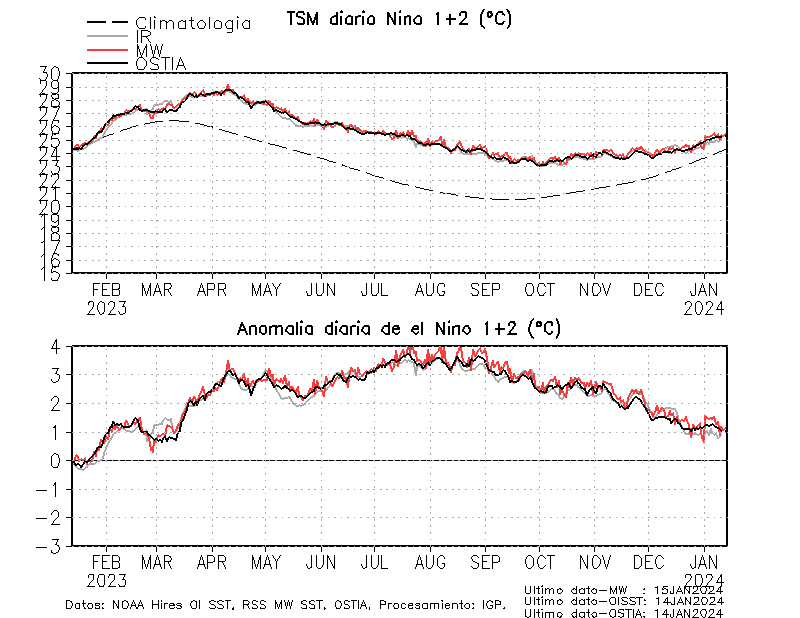 TSM diaria Nino 1+2 (ºC)
Climatologia
IR
MW
OSTIA
30
29
28
27
26
25
24
23
22
21
20
19
18
17
16
15
FEB MAR APR MAY JUN JUL AUG SEP OCT NOV DEC JAN
2023 2024
Anomalia diaria de el Nino 1+2 (ºC)
4
3
2
1
0
-1
-2
-3
FEB MAR APR MAY JUN JUL AUG SEP OCT NOV DEC JAN
2023 2024
Ultimo dato-MW : 15JAN2024
Datos: NOAA Hires OI SST, RSS MW SST, OSTIA, Procesamiento: IGP.
Ultimo dato-OISST: 14JAN2024
Ultimo dato-OSTIA: 14JAN2024